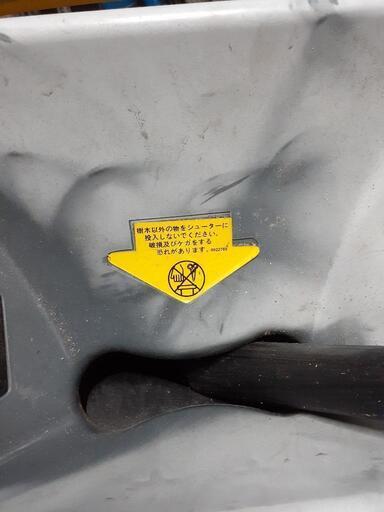 樹木以外の物をシューターに
投入しないでください。
破損及びケガをする
恐れがあります。0022765